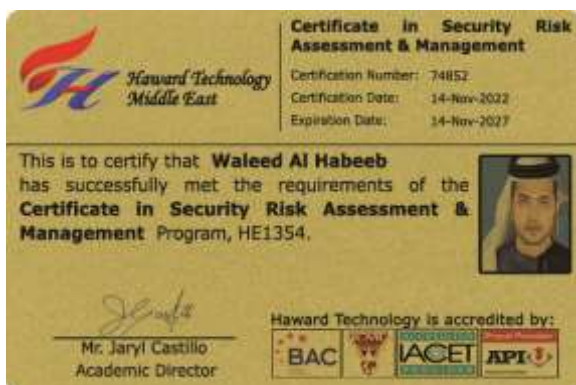 Certificate in Security Risk
Assessment & Management
Haward Technology
Middle East
Certification Number: 74852
Certification Date: 14-Nov-2022
Expiration Date: 14-Nov-2027
This is to certify that Waleed Al Habeeb
has successfully met the requirements of the
Certificate in Security Risk Assessment &
Management Program, HE1354.
Mr. Jaryl Castillo
Academic Director
Haward Technology is accredited by:
BAC
IACET
API